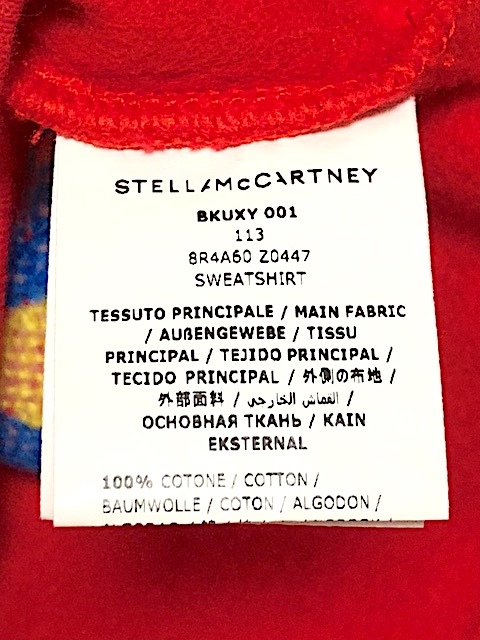 STELLA McCARTNEY
BKUXY 001
113
8R4A60 Z0447
SWEATSHIRT
TESSUTO PRINCIPALE / MAIN FABRIC
/ AUßENGEWEBE / TISSU
PRINCIPAL / TEJIDO PRINCIPAL /
TECIDO PRINCIPAL / 外側の布地 /
外部面料 / القماش الخارجي /
ОСНОВНАЯ ТКАНЬ / KAIN
EKSTERNAL
100% COTONE / COTTON /
BAUMWOLLE / COTON / ALGODON /